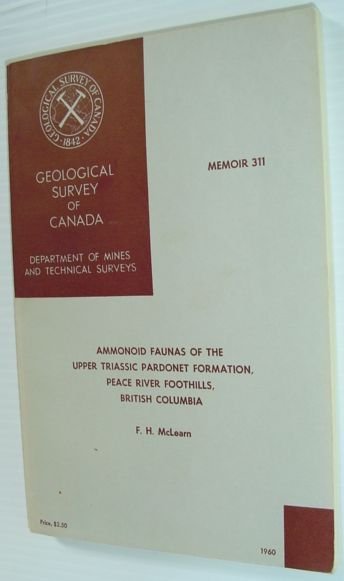 GEOLOGICAL SURVEY OF CANADA
·1842·
GEOLOGICAL
SURVEY
OF
CANADA
DEPARTMENT OF MINES
AND TECHNICAL SURVEYS
MEMOIR 311
AMMONOID FAUNAS OF THE
UPPER TRIASSIC PARDONET FORMATION,
PEACE RIVER FOOTHILLS,
BRITISH COLUMBIA
F. H. McLearn
Price, $2.50
1960